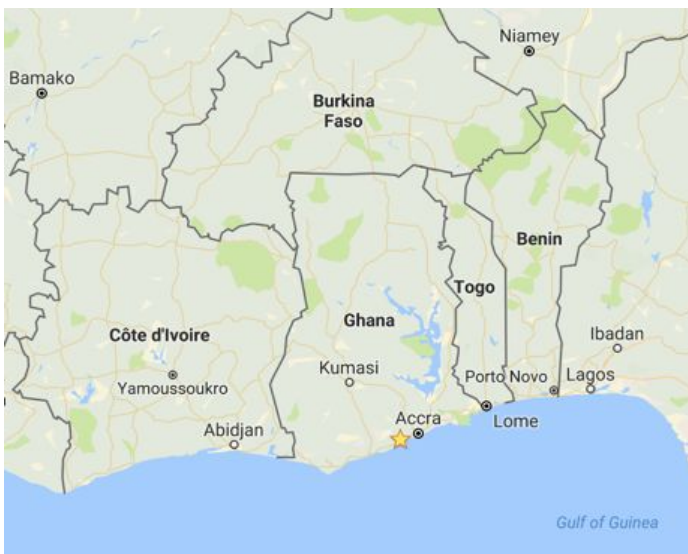 Niamey
Bamako
Burkina
Faso
Benin
Togo
Ghana
Côte d'Ivoire
Ibadan
Kumasi
Porto Novo
Lagos
Yamoussoukro
Accra
Lome
Abidjan
Gulf of Guinea